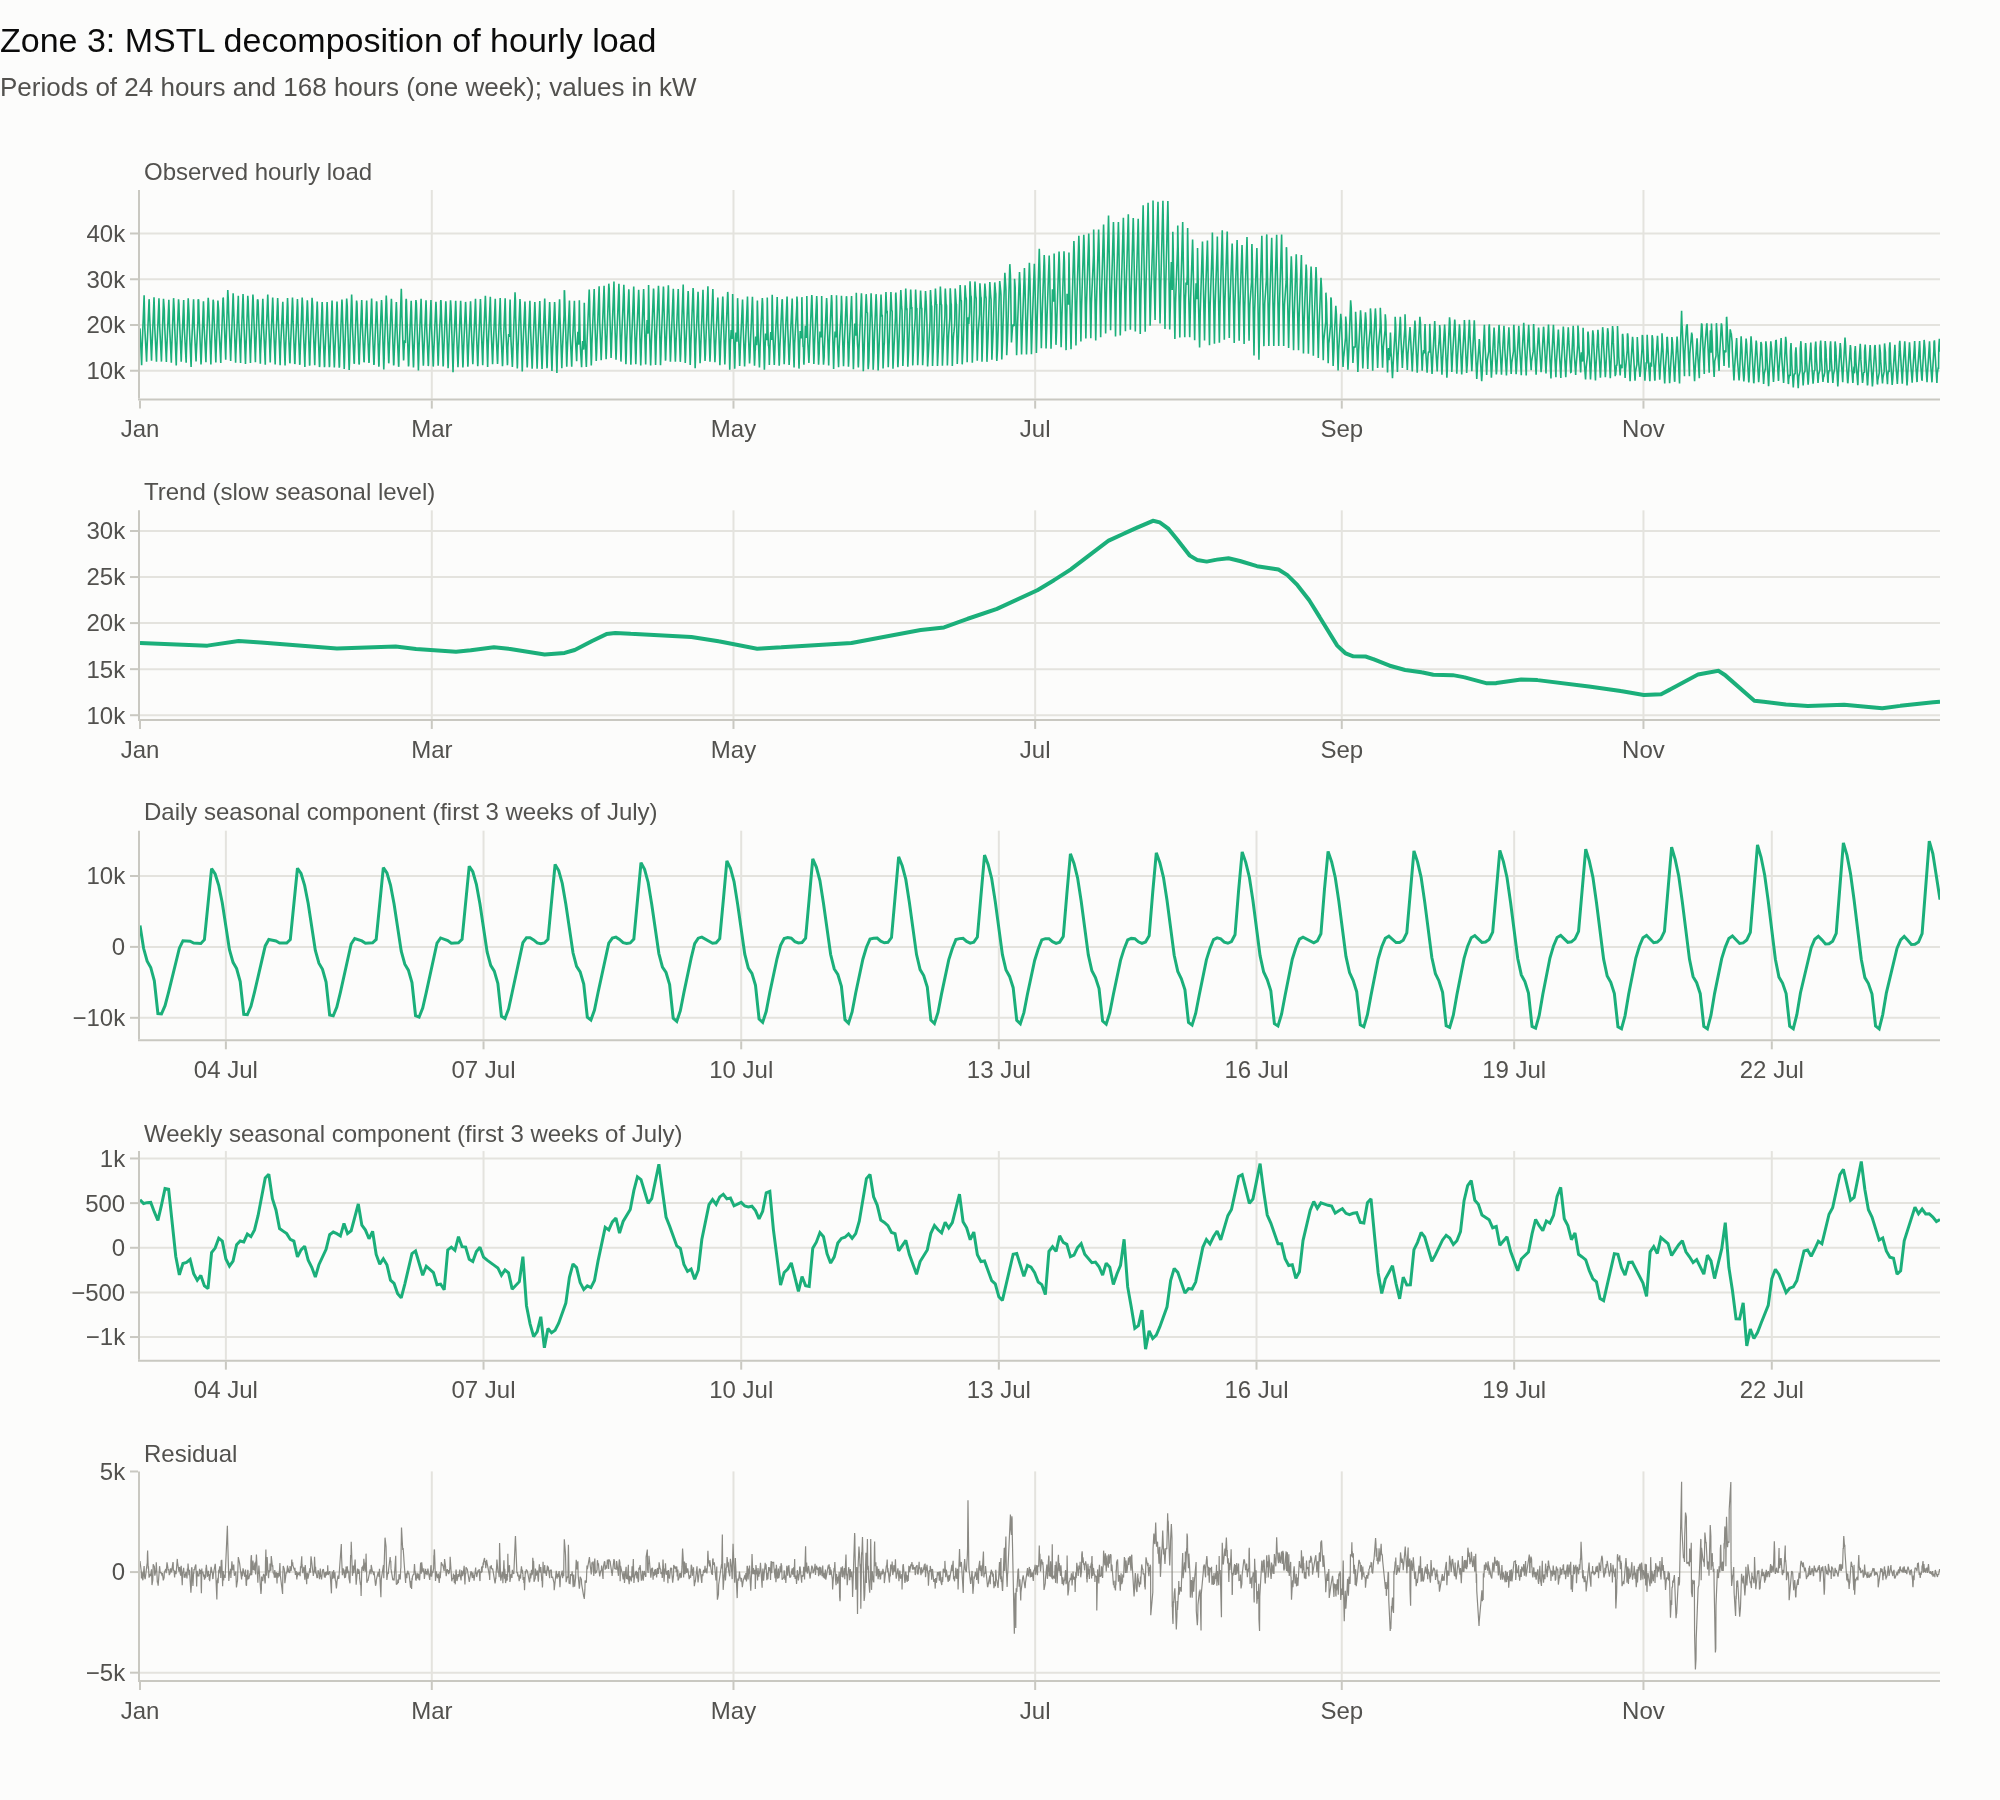 Zone 3: MSTL decomposition of hourly load
Periods of 24 hours and 168 hours (one week); values in kW
Observed hourly load
40k
30k
20k
10k
Jan Mar May Jul Sep Nov
Trend (slow seasonal level)
30k
25k
20k
15k
10k
Jan Mar May Jul Sep Nov
Daily seasonal component (first 3 weeks of July)
10k
0
−10k
04 Jul 07 Jul 10 Jul 13 Jul 16 Jul 19 Jul 22 Jul
Weekly seasonal component (first 3 weeks of July)
1k
500
0
−500
−1k
04 Jul 07 Jul 10 Jul 13 Jul 16 Jul 19 Jul 22 Jul
Residual
5k
0
−5k
Jan Mar May Jul Sep Nov